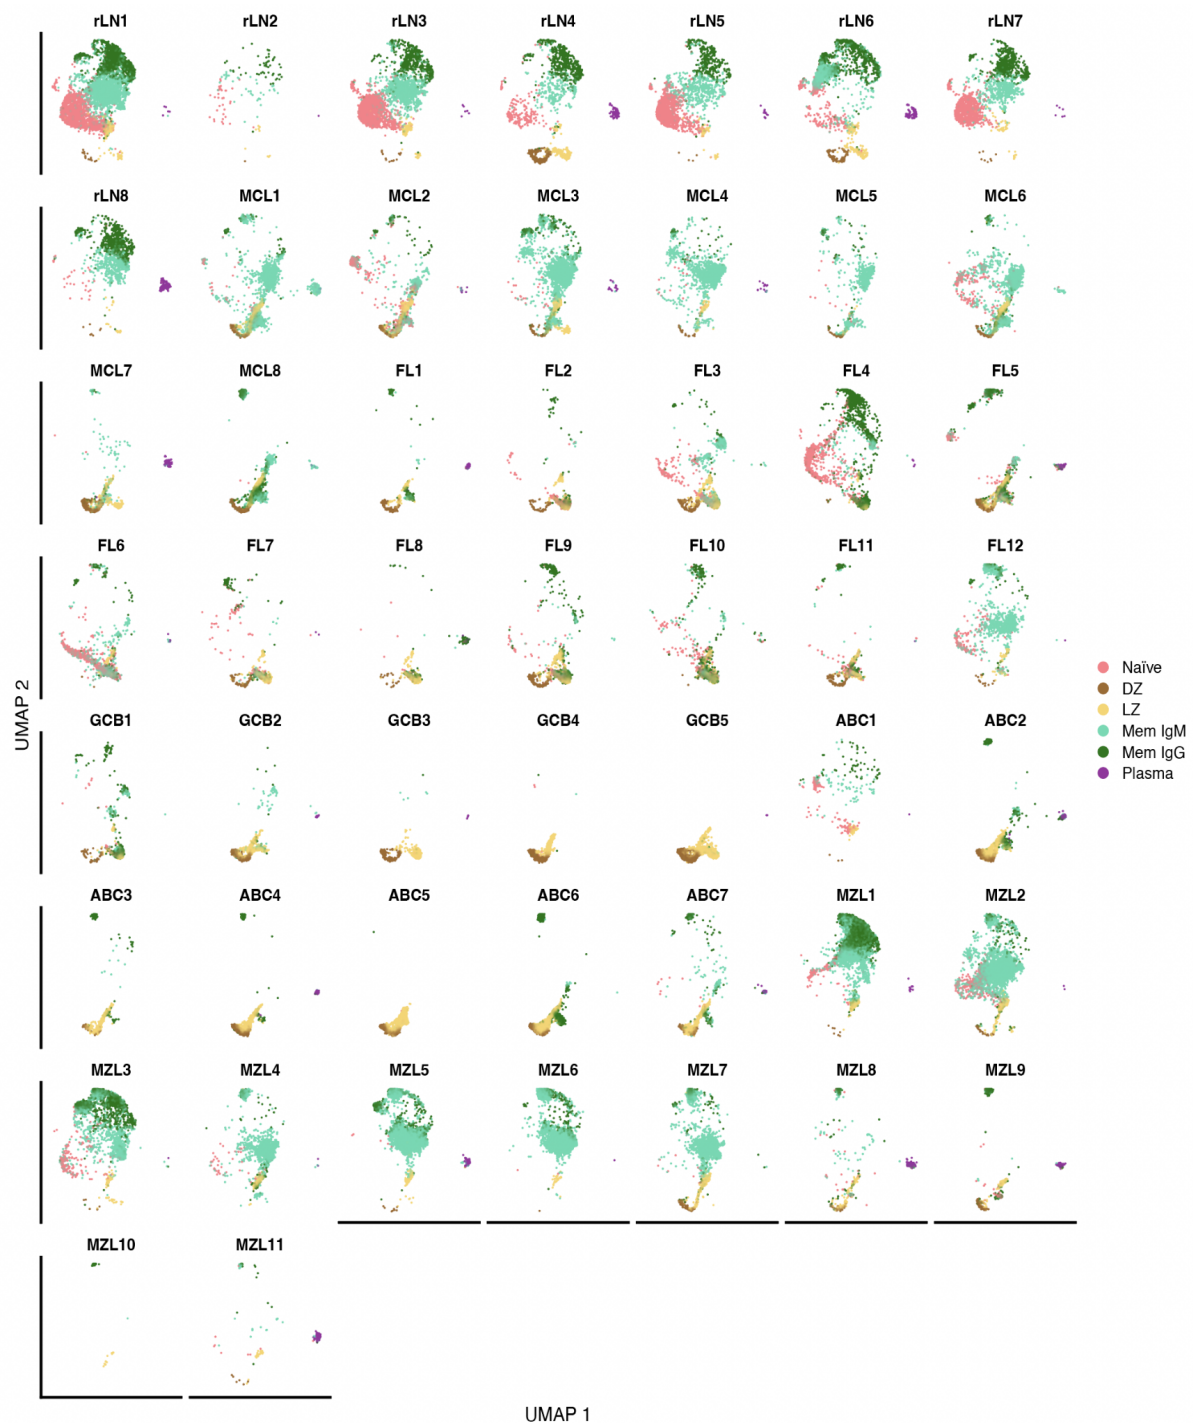 rLN1 rLN2 rLN3 rLN4 rLN5 rLN6 rLN7
rLN8 MCL1 MCL2 MCL3 MCL4 MCL5 MCL6
MCL7 MCL8 FL1 FL2 FL3 FL4 FL5
FL6 FL7 FL8 FL9 FL10 FL11 FL12
GCB1 GCB2 GCB3 GCB4 GCB5 ABC1 ABC2
ABC3 ABC4 ABC5 ABC6 ABC7 MZL1 MZL2
MZL3 MZL4 MZL5 MZL6 MZL7 MZL8 MZL9
MZL10 MZL11
UMAP 2
UMAP 1
Naïve
DZ
LZ
Mem IgM
Mem IgG
Plasma